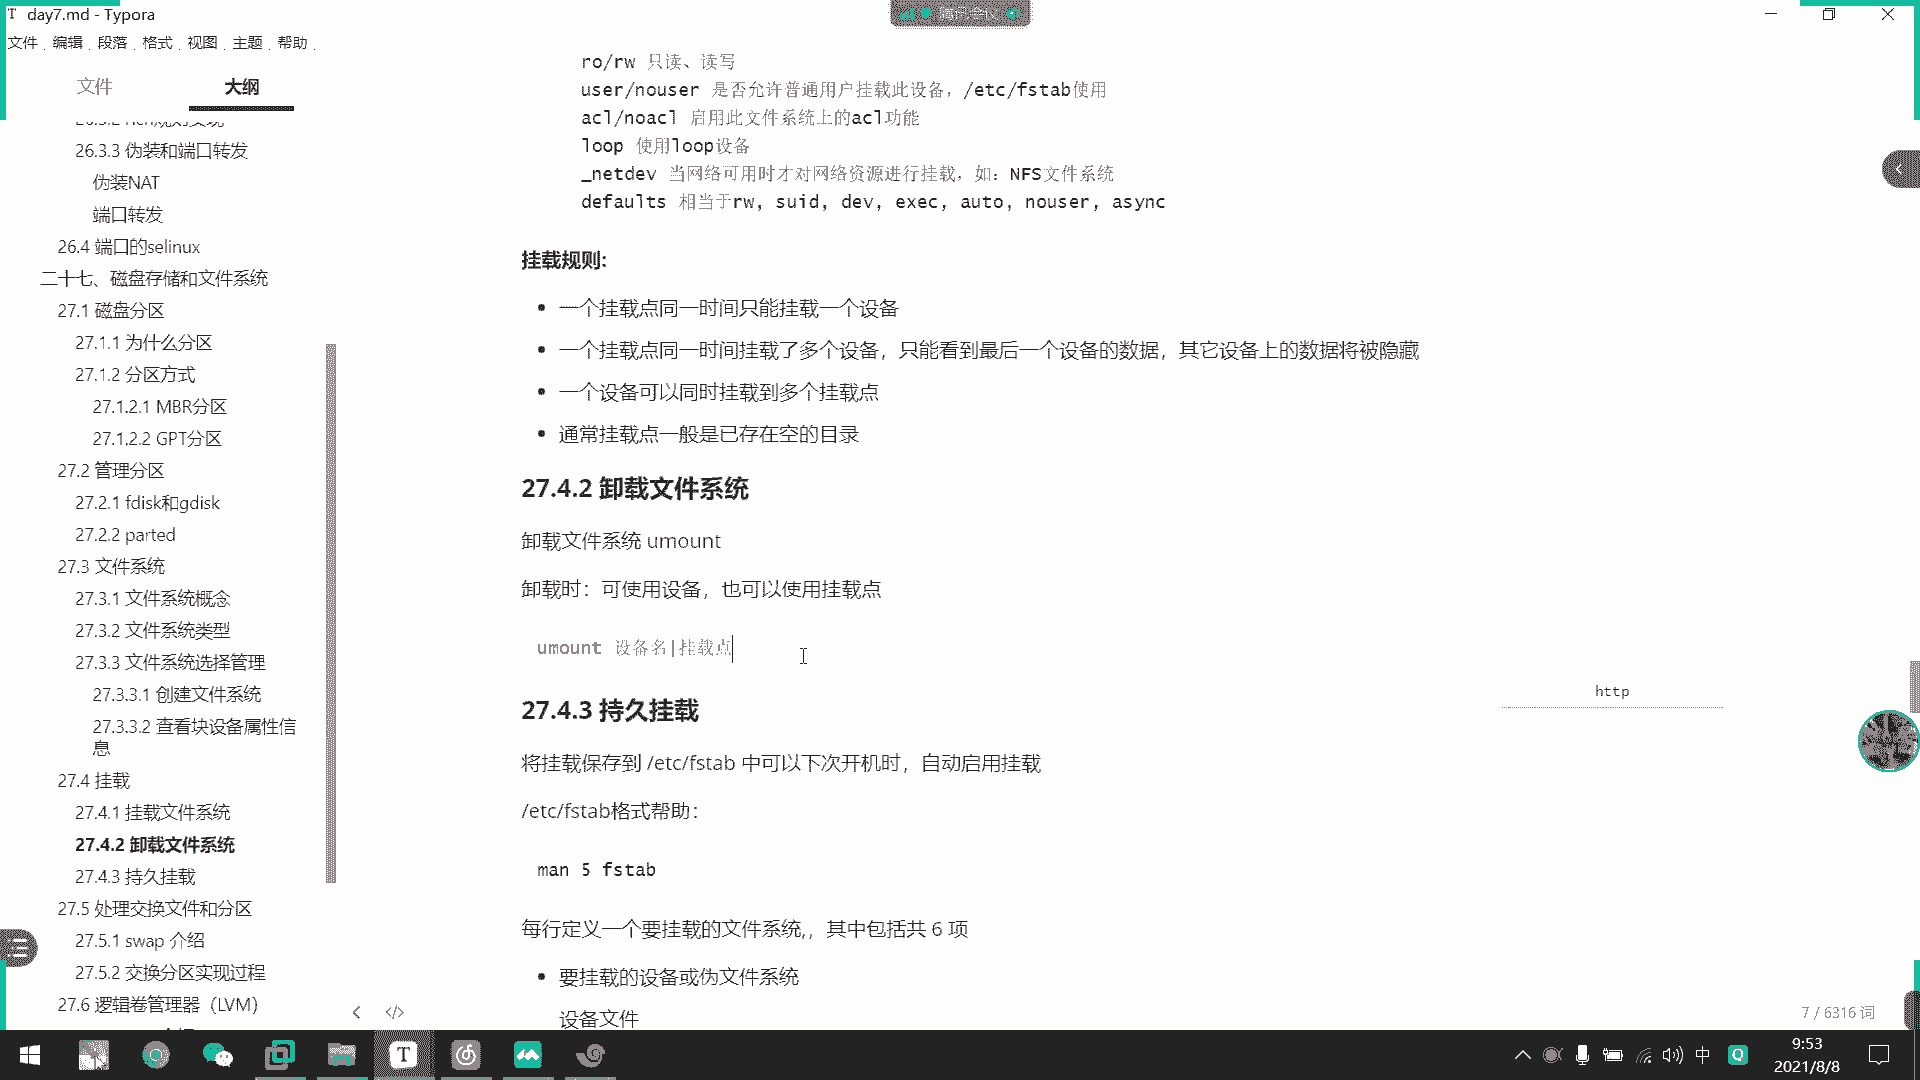 day7.md - Typora
腾讯会议
文件 编辑 段落 格式 视图 主题 帮助
文件 大纲
26.3.3 伪装和端口转发
伪装NAT
端口转发
26.4 端口的selinux
二十七、磁盘存储和文件系统
27.1 磁盘分区
27.1.1 为什么分区
27.1.2 分区方式
27.1.2.1 MBR分区
27.1.2.2 GPT分区
27.2 管理分区
27.2.1 fdisk和gdisk
27.2.2 parted
27.3 文件系统
27.3.1 文件系统概念
27.3.2 文件系统类型
27.3.3 文件系统选择管理
27.3.3.1 创建文件系统
27.3.3.2 查看块设备属性信
息
27.4 挂载
27.4.1 挂载文件系统
27.4.2 卸载文件系统
27.4.3 持久挂载
27.5 处理交换文件和分区
27.5.1 swap 介绍
27.5.2 交换分区实现过程
27.6 逻辑卷管理器（LVM）
ro/rw 只读、读写
user/nouser 是否允许普通用户挂载此设备，/etc/fstab使用
acl/noacl 启用此文件系统上的acl功能
loop 使用loop设备
_netdev 当网络可用时才对网络资源进行挂载，如：NFS文件系统
defaults 相当于rw, suid, dev, exec, auto, nouser, async
挂载规则:
一个挂载点同一时间只能挂载一个设备
一个挂载点同一时间挂载了多个设备，只能看到最后一个设备的数据，其它设备上的数据将被隐藏
一个设备可以同时挂载到多个挂载点
通常挂载点一般是已存在空的目录
27.4.2 卸载文件系统
卸载文件系统 umount
卸载时：可使用设备，也可以使用挂载点
umount 设备名|挂载点
http
27.4.3 持久挂载
将挂载保存到 /etc/fstab 中可以下次开机时，自动启用挂载
/etc/fstab格式帮助：
man 5 fstab
每行定义一个要挂载的文件系统,，其中包括共 6 项
要挂载的设备或伪文件系统
设备文件
7 / 6316 词
中
9:53
2021/8/8